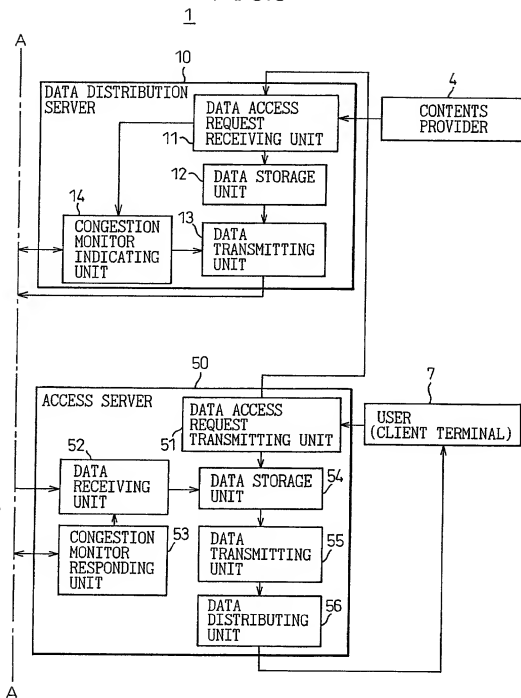 1
A
10
DATA DISTRIBUTION
SERVER
DATA ACCESS
REQUEST
RECEIVING UNIT
11
4
CONTENTS
PROVIDER
12
DATA STORAGE
UNIT
14
CONGESTION
MONITOR
INDICATING
UNIT
13
DATA
TRANSMITTING
UNIT
50
ACCESS SERVER
DATA ACCESS
REQUEST
TRANSMITTING UNIT
51
7
USER
(CLIENT TERMINAL)
52
DATA
RECEIVING
UNIT
DATA STORAGE
UNIT
54
CONGESTION
MONITOR
RESPONDING
UNIT
53
DATA
TRANSMITTING
UNIT
55
DATA
DISTRIBUTING
UNIT
56
A